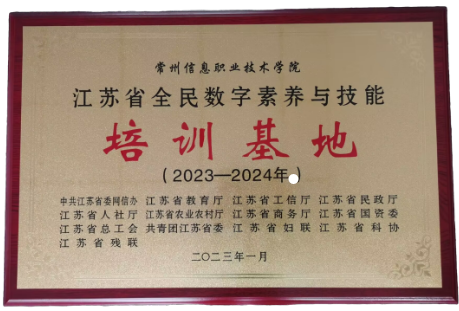 常州信息职业技术学院
江苏省全民数字素养与技能
培训基地
(2023—2024年)
中共江苏省委网信办 江苏省教育厅 江苏省工信厅 江苏省民政厅
江苏省人社厅 江苏省农业农村厅 江苏省商务厅 江苏省国资委
江苏省总工会 共青团江苏省委 江苏省妇联 江苏省科协
江苏省残联
二〇二三年一月